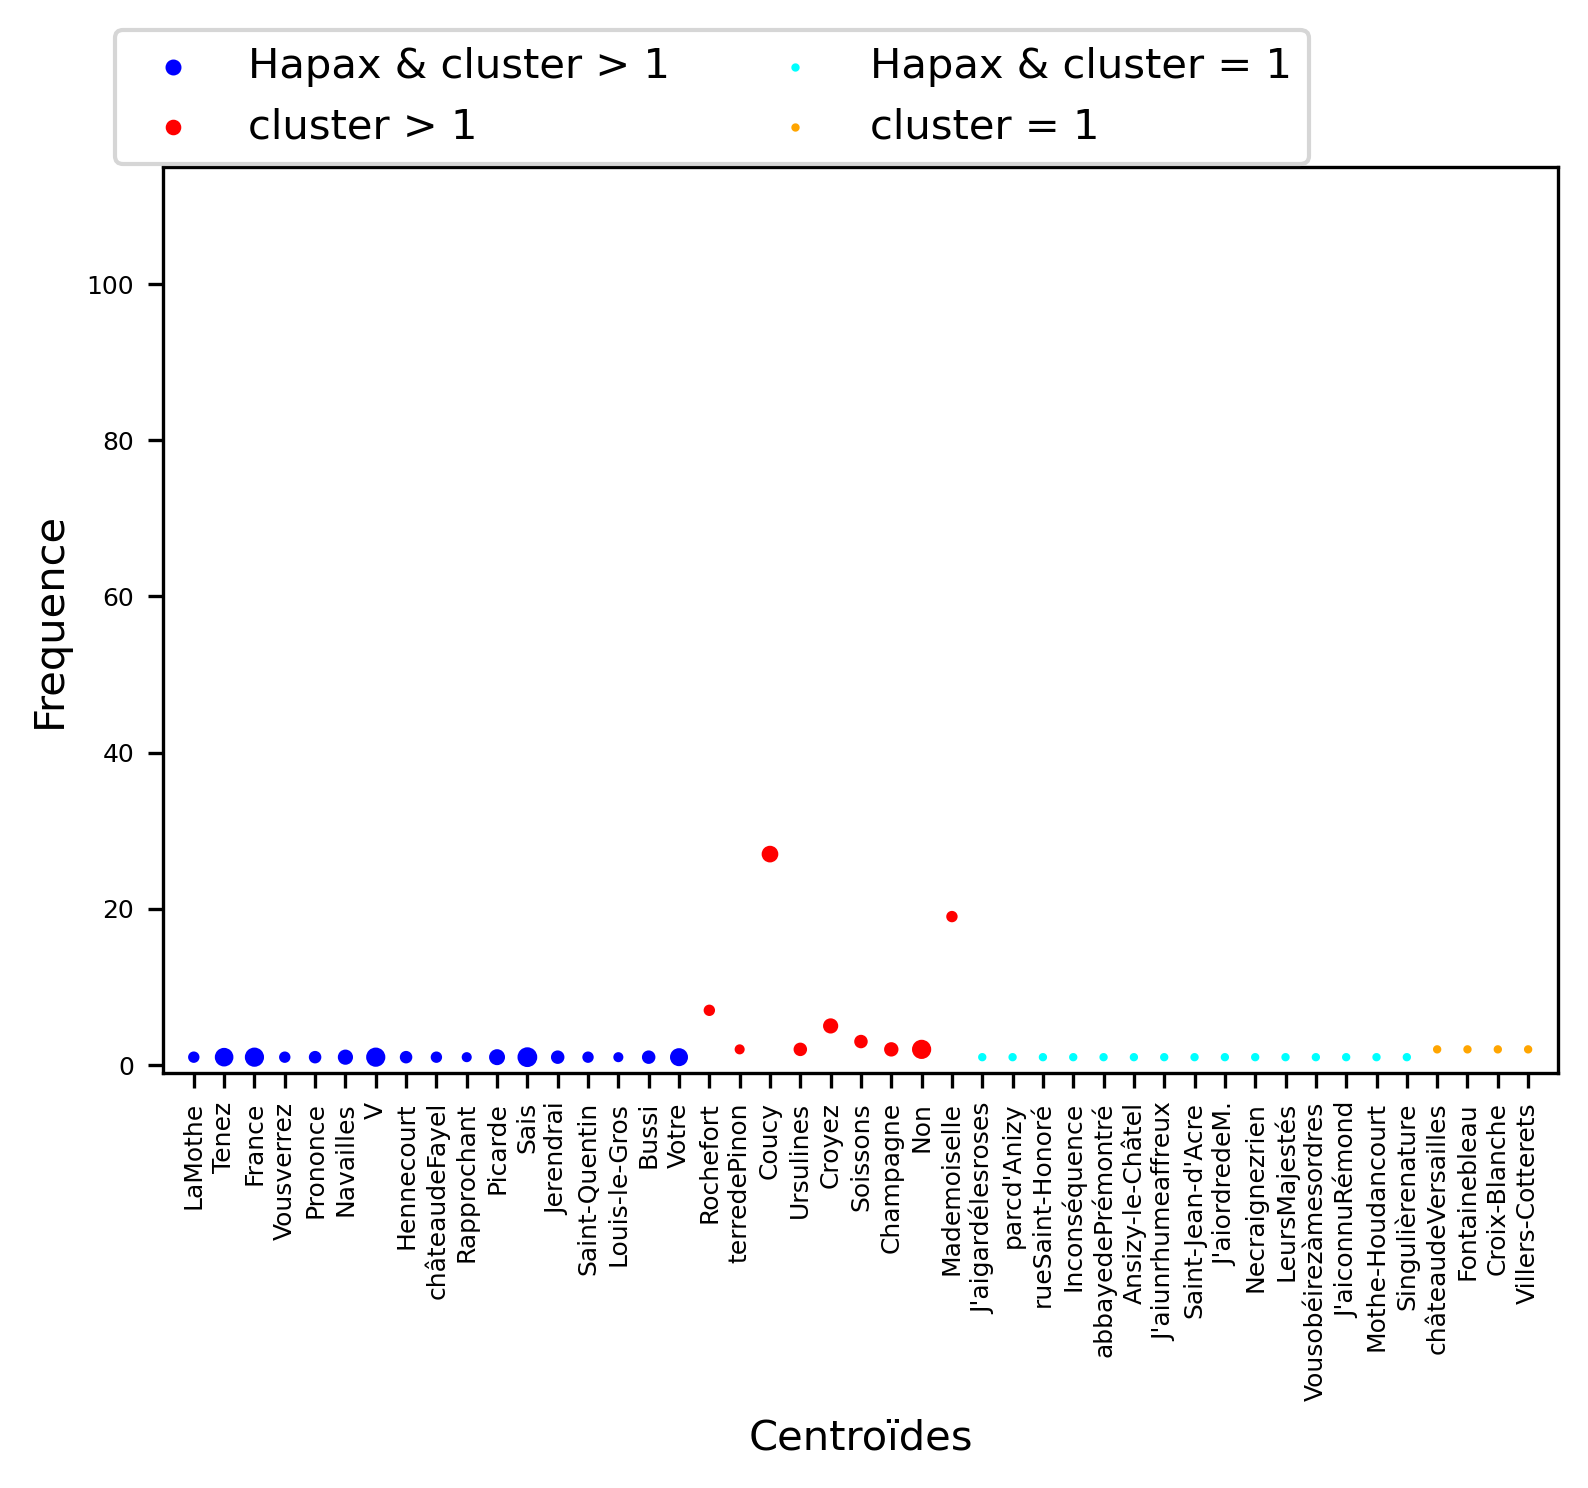 Hapax & cluster > 1
Hapax & cluster = 1
cluster > 1
cluster = 1
Frequence
100
80
60
40
20
0
LaMothe
Tenez
France
Vousverrez
Prononce
Navailles
V
Hennecourt
châteaudeFayel
Rapprochant
Picarde
Sais
Jerendrai
Saint-Quentin
Louis-le-Gros
Bussi
Votre
Rochefort
terredePinon
Coucy
Ursulines
Croyez
Soissons
Champagne
Non
Mademoiselle
J'aigardélesroses
parcd'Anizy
rueSaint-Honoré
Inconséquence
abbayedePrémontré
Ansizy-le-Châtel
J'aiunrhumeaffreux
Saint-Jean-d'Acre
J'aiordredeM.
Necraignezrien
LeursMajestés
Vousobéirezàmesordres
J'aiconnuRémond
Mothe-Houdancourt
Singulièrenature
châteaudeVersailles
Fontainebleau
Croix-Blanche
Villers-Cotterets
Centroïdes